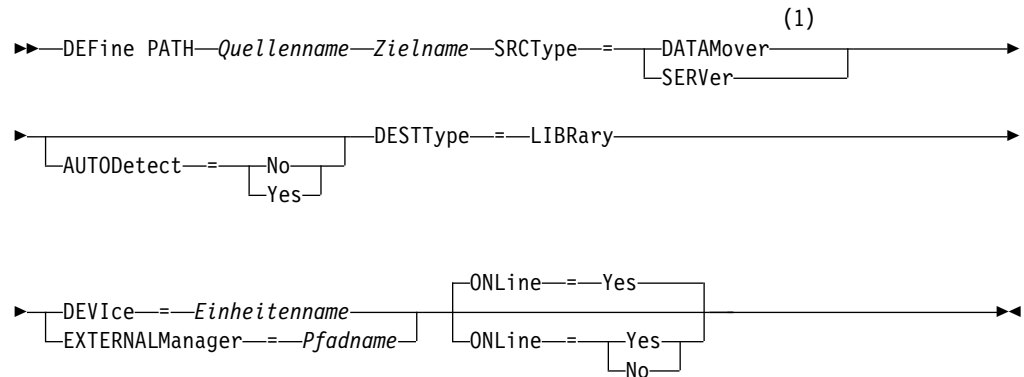 (1)
DEFine PATH Quellenname Zielname SRCType = DATAMover
SERVer
DESTType = LIBRary
AUTODetect = No
Yes
ONLine = Yes
DEVIce = Einheitenname
EXTERNALManager = Pfadname ONLine = Yes
No